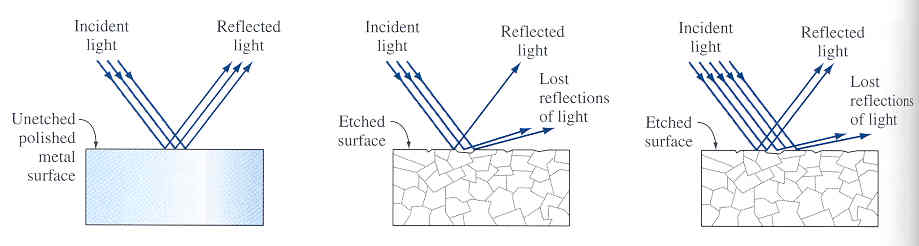 Incident
light
Reflected
light
Unetched
polished
metal
surface
Incident
light
Reflected
light
Lost
reflections
of light
Etched
surface
Incident
light
Reflected
light
Lost
reflections
of light
Etched
surface